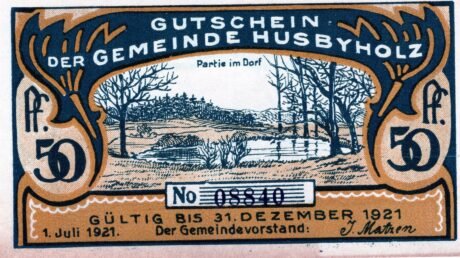 GUTSCHEIN
DER GEMEINDE HUSBYHOLZ
Partie im Dorf
Pf. 50
Pf. 50
No 08840
GÜLTIG BIS 31. DEZEMBER 1921
1. Juli 1921. Der Gemeindevorstand: J. Matzen